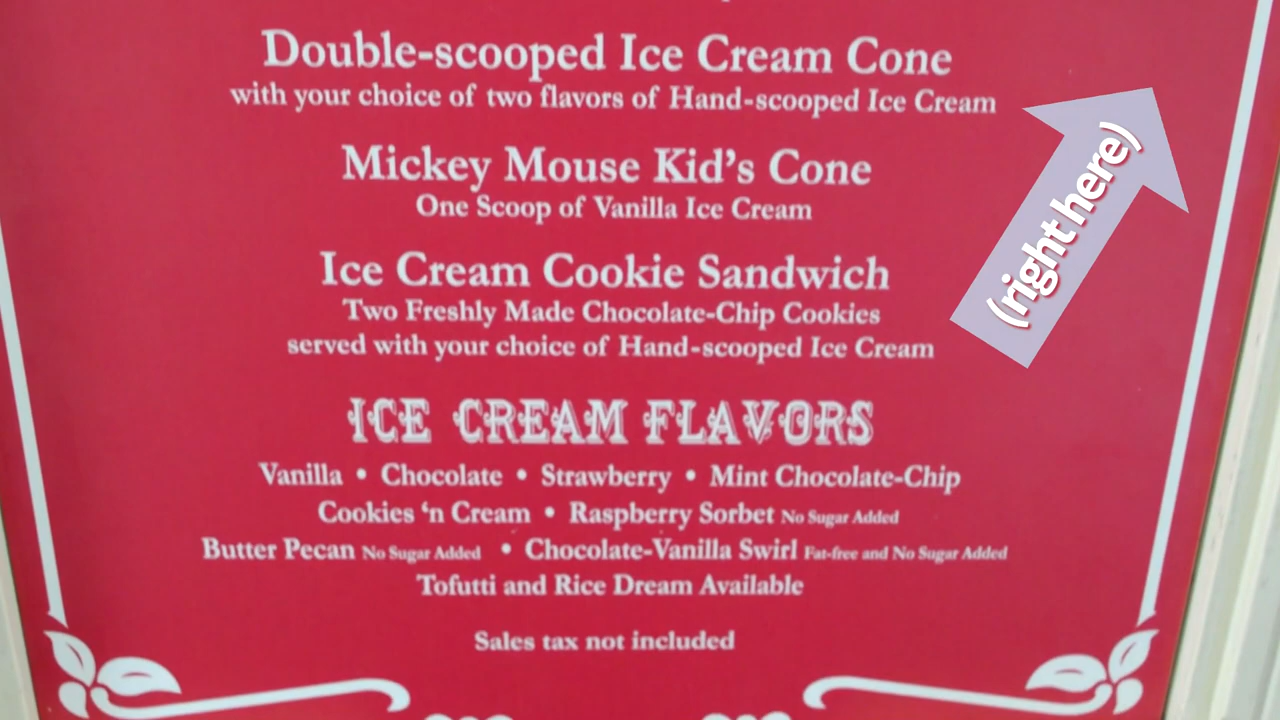 Double-scooped Ice Cream Cone
with your choice of two flavors of Hand-scooped Ice Cream
Mickey Mouse Kid's Cone
One Scoop of Vanilla Ice Cream
(right here)
Ice Cream Cookie Sandwich
Two Freshly Made Chocolate-Chip Cookies
served with your choice of Hand-scooped Ice Cream
ICE CREAM FLAVORS
Vanilla • Chocolate • Strawberry • Mint Chocolate-Chip
Cookies ‘n Cream • Raspberry Sorbet No Sugar Added
Butter Pecan No Sugar Added • Chocolate-Vanilla Swirl Fat-free and No Sugar Added
Tofutti and Rice Dream Available
Sales tax not included